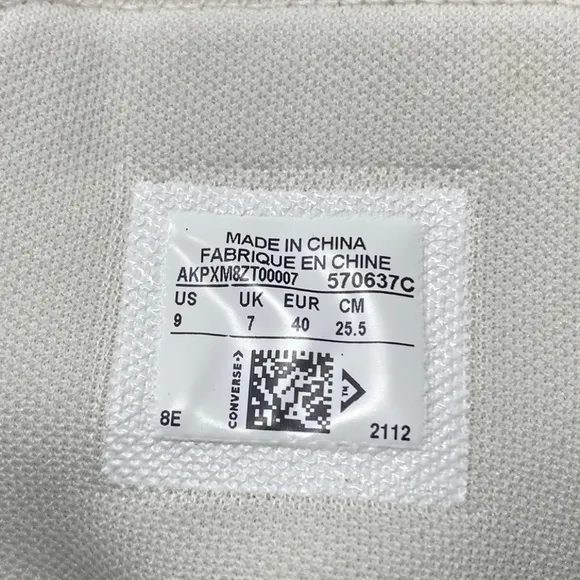 MADE IN CHINA
FABRIQUE EN CHINE
AKPXM8ZT00007 570637C
US UK EUR CM
9 7 40 25.5
CONVERSE
TM
8E 2112